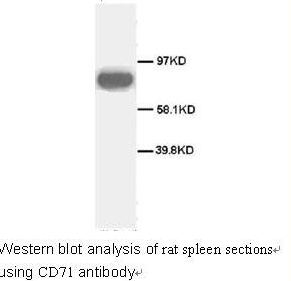 97KD
58.1KD
39.8KD
Western blot analysis of rat spleen sections↵
using CD71 antibody↵